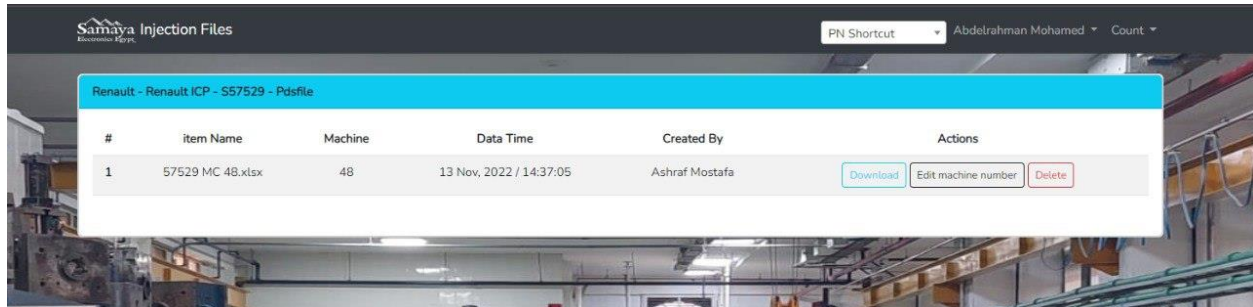 Samaya Injection Files
Electronics Egypt
PN Shortcut
Abdelrahman Mohamed
Count
Renault - Renault ICP - S57529 - Pdsfile
# item Name Machine Data Time Created By Actions
1 57529 MC 48.xlsx 48 13 Nov, 2022 / 14:37:05 Ashraf Mostafa Download Edit machine number Delete